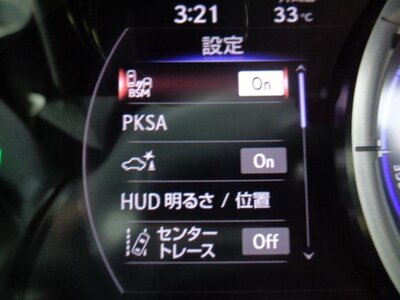 3:21
33℃
設定
BSM On
PKSA
On
HUD 明るさ / 位置
センター
トレース Off